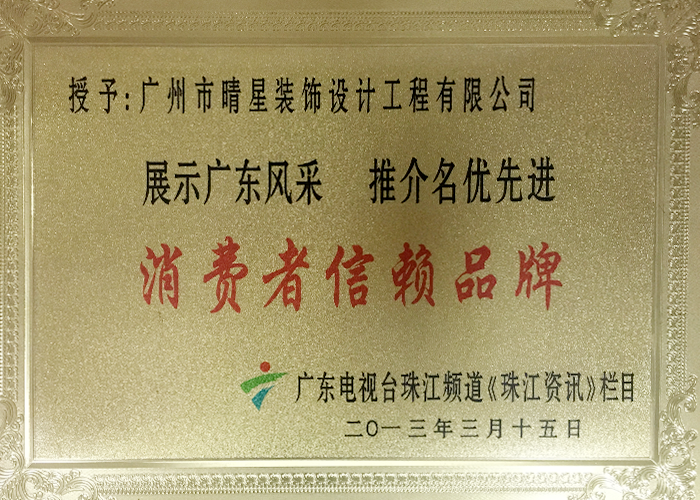 授予:广州市晴星装饰设计工程有限公司
展示广东风采 推介名优先进
消费者信赖品牌
广东电视台珠江频道《珠江资讯》栏目
二〇一三年三月十五日